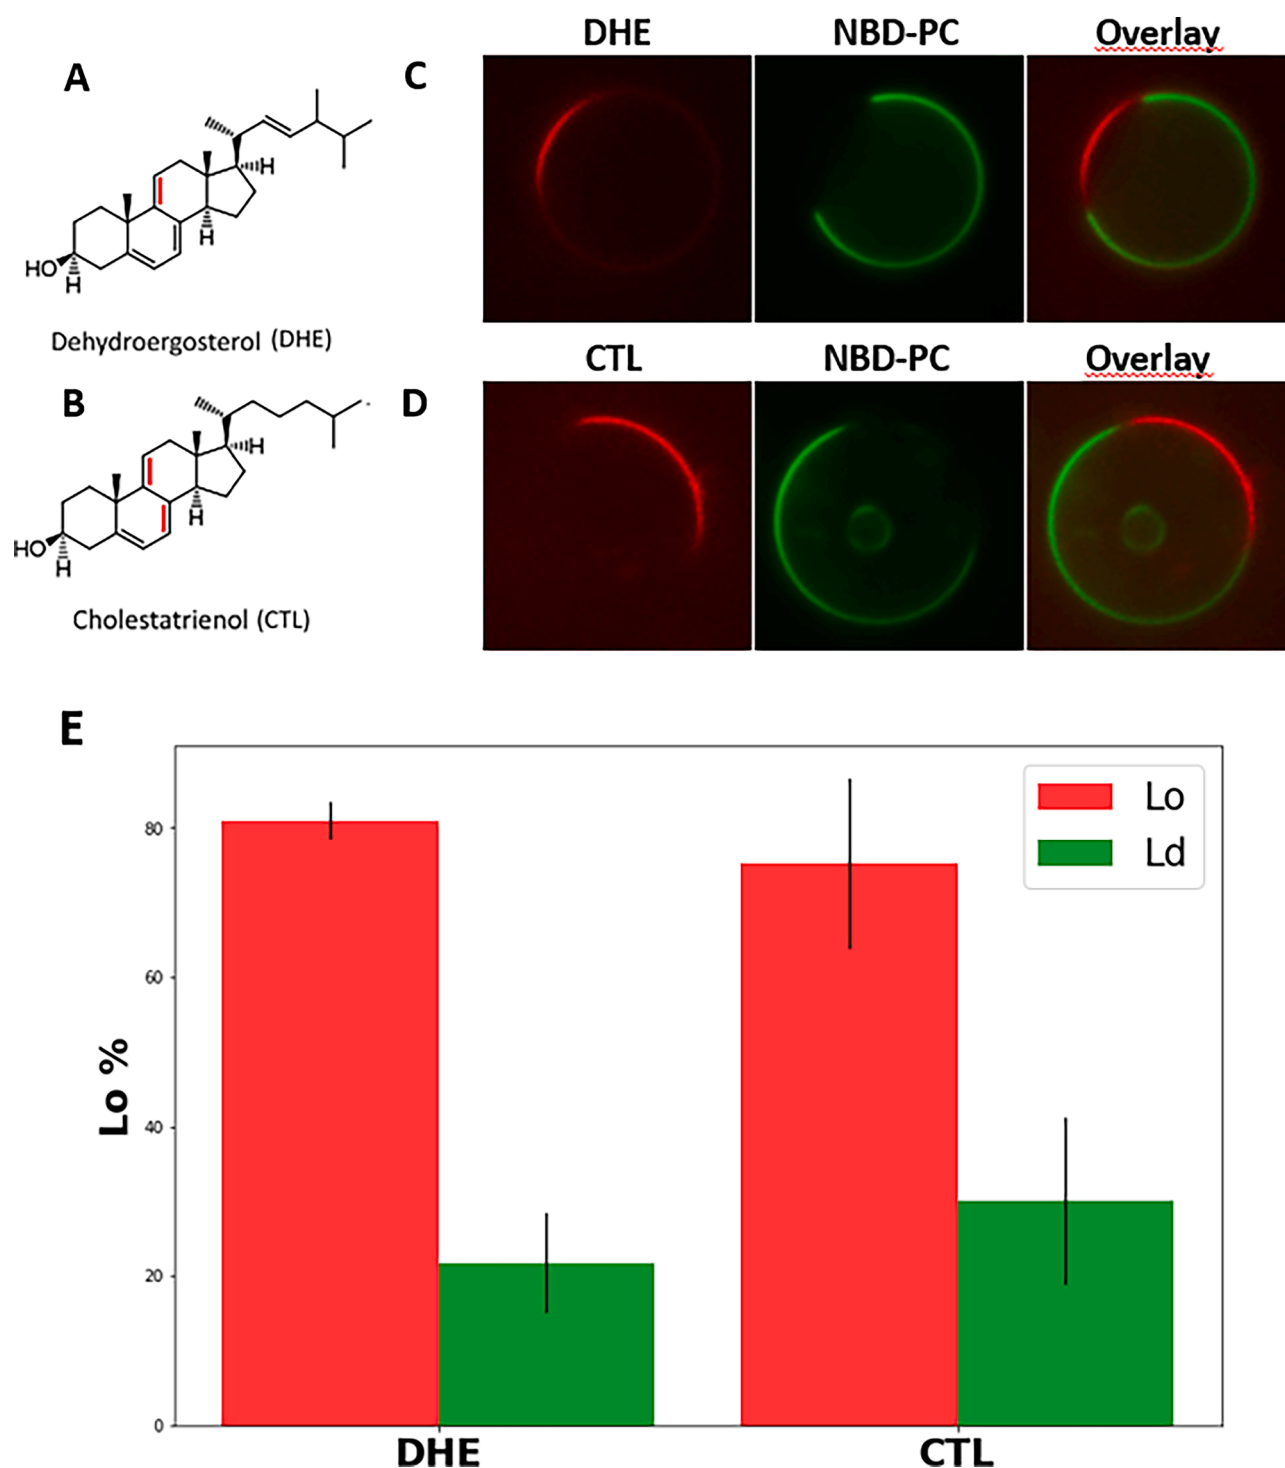 A
H
HO
H
H
Dehydroergosterol (DHE)
B
H
HO
H
H
Cholestatrienol (CTL)
C
DHE NBD-PC Overlay
D
CTL NBD-PC Overlay
E
Lo %
80
60
40
20
0
Lo
Ld
DHE CTL